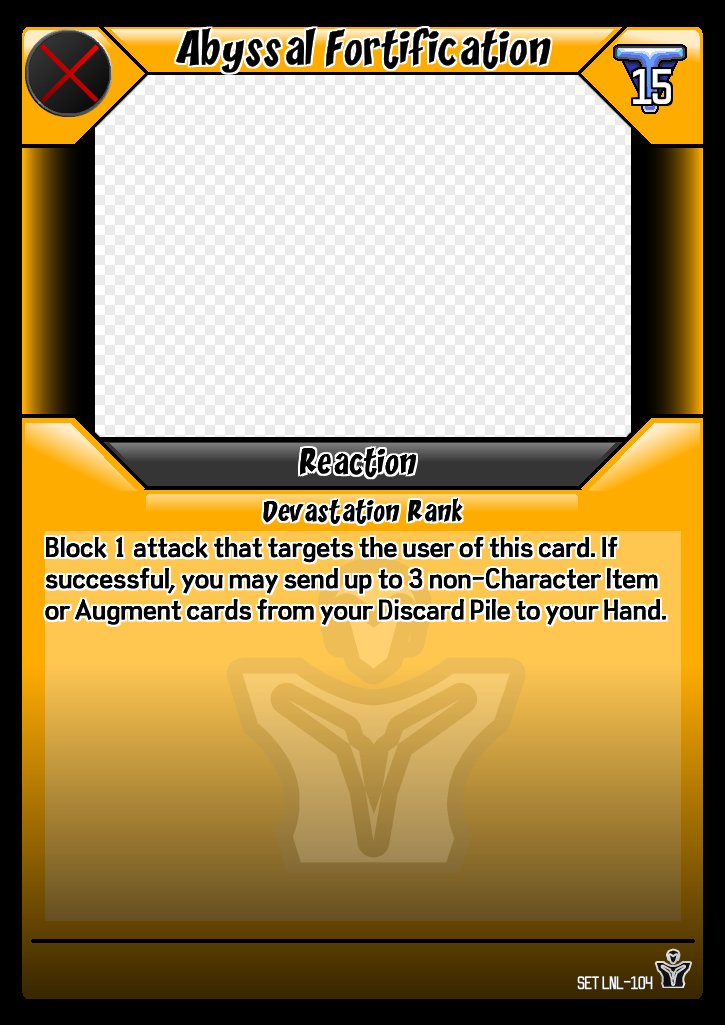 Abyssal Fortification
15
Reaction
Devastation Rank
Block 1 attack that targets the user of this card. If
successful, you may send up to 3 non-Character Item
or Augment cards from your Discard Pile to your Hand.
SET LNL-104